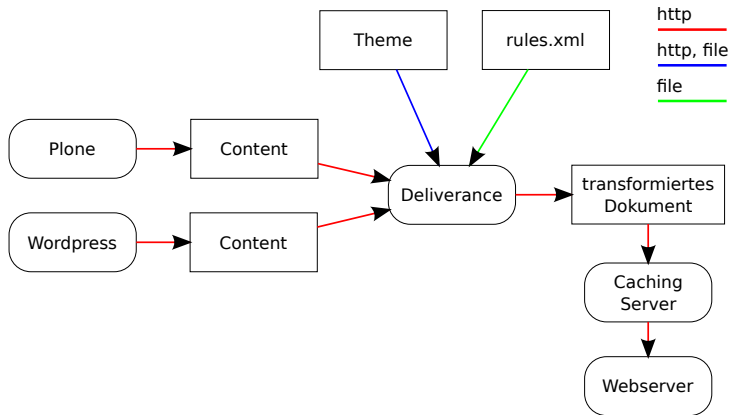 http
http, file
file
Theme
rules.xml
Plone
Content
Deliverance
transformiertes
Dokument
Wordpress
Content
Caching
Server
Webserver